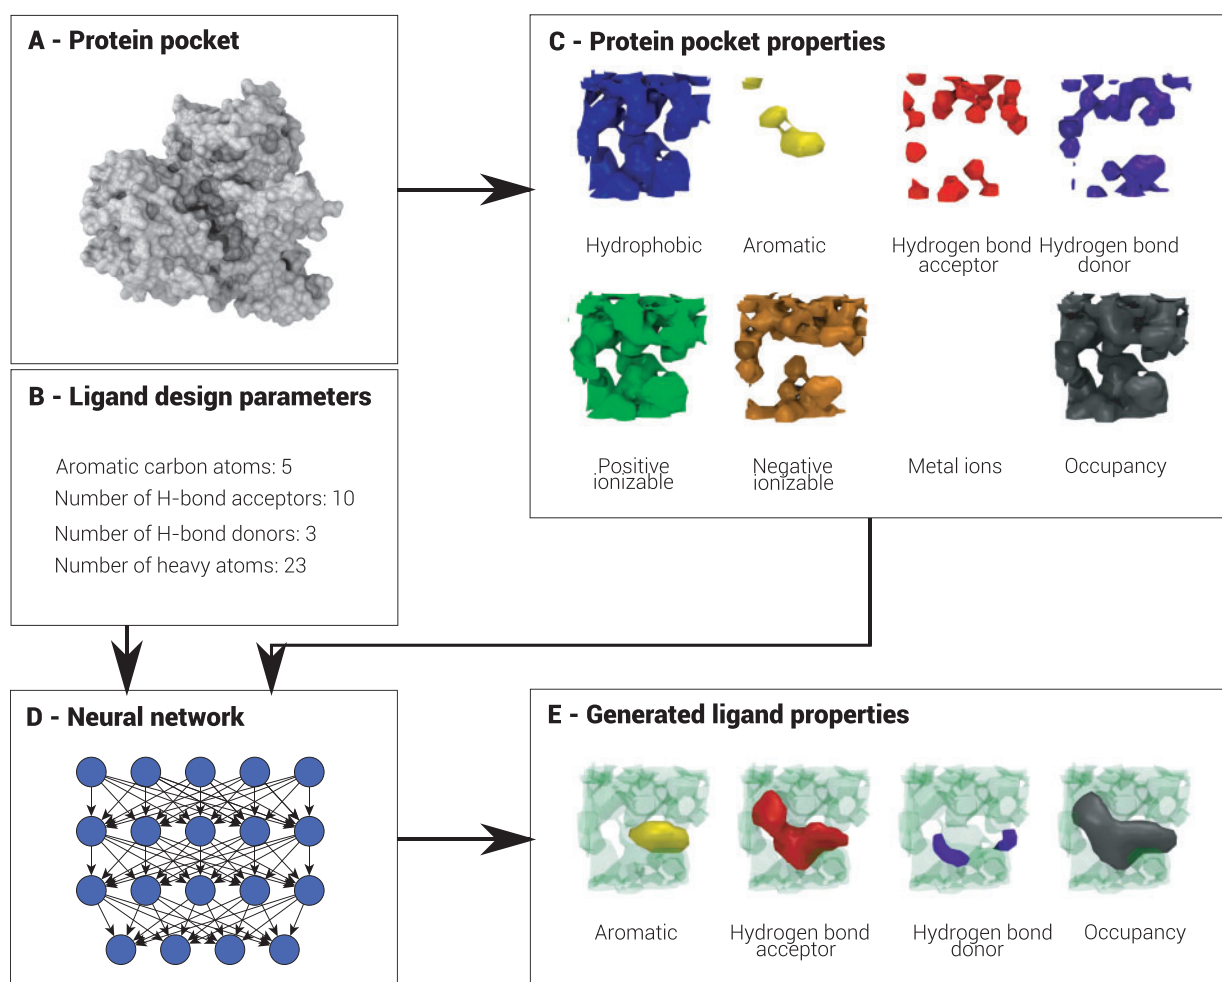 A - Protein pocket
B - Ligand design parameters
Aromatic carbon atoms: 5
Number of H-bond acceptors: 10
Number of H-bond donors: 3
Number of heavy atoms: 23
C - Protein pocket properties
Hydrophobic
Aromatic
Hydrogen bond
acceptor
Hydrogen bond
donor
Positive
ionizable
Negative
ionizable
Metal ions
Occupancy
D - Neural network
E - Generated ligand properties
Aromatic
Hydrogen bond
acceptor
Hydrogen bond
donor
Occupancy